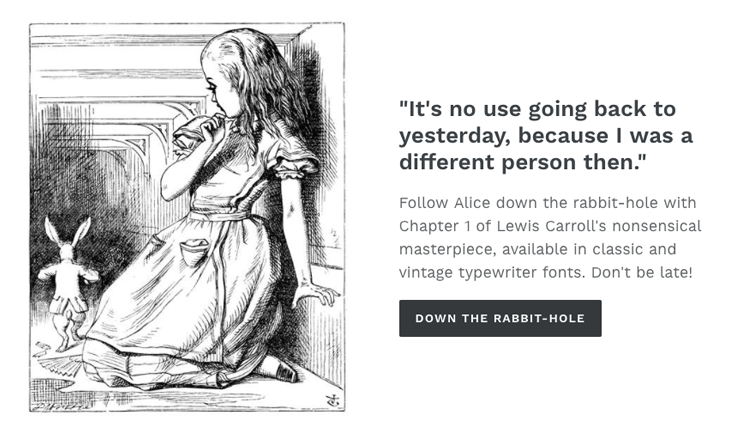 "It's no use going back to
yesterday, because I was a
different person then."
Follow Alice down the rabbit-hole with
Chapter 1 of Lewis Carroll's nonsensical
masterpiece, available in classic and
vintage typewriter fonts. Don't be late!
DOWN THE RABBIT-HOLE